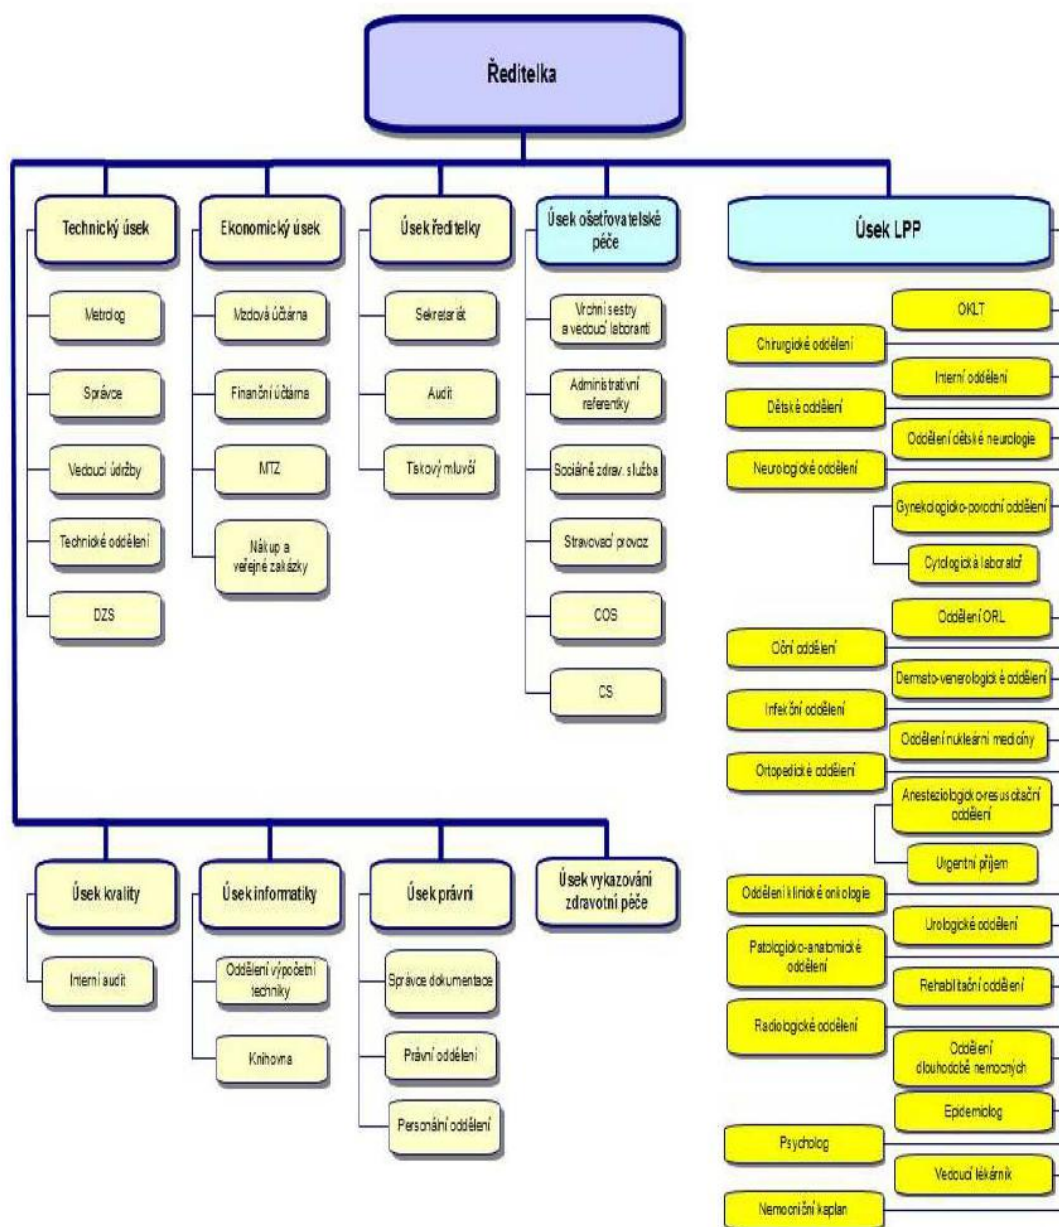 Ředitelka
Technický úsek
Metrolog
Správce
Vedoucí údržby
Technické oddělení
DZS
Ekonomický úsek
Mzdová účtárna
Finanční účtárna
MTZ
Nákup a
veřejné zakázky
Úsek ředitelky
Sekretariát
Audit
Tiskový mluvčí
Úsek ošetřovatelské
péče
Vrchní sestry
a vedoucí laboranti
Administrativní
referentky
Sociálně zdrav. služba
Stravovací provoz
COS
CS
Úsek LPP
OKLT
Chirurgické oddělení
Interní oddělení
Dětské oddělení
Oddělení dětské neurologie
Neurologické oddělení
Gynekologicko-porodní oddělení
Cytologická laboratoř
Oddělení ORL
Oční oddělení
Dermato-venerologické oddělení
Infekční oddělení
Oddělení nukleární medicíny
Ortopedické oddělení
Anesteziologicko-resuscitační
oddělení
Urgentní příjem
Oddělení klinické onkologie
Urologické oddělení
Patologicko-anatomické
oddělení
Rehabilitační oddělení
Radiologické oddělení
Oddělení
dlouhodobě nemocných
Epidemiolog
Psycholog
Vedoucí lékárník
Nemocniční kaplan
Úsek kvality
Interní audit
Úsek informatiky
Oddělení výpočetní
techniky
Knihovna
Úsek právní
Správce dokumentace
Právní oddělení
Personální oddělení
Úsek vykazování
zdravotní péče